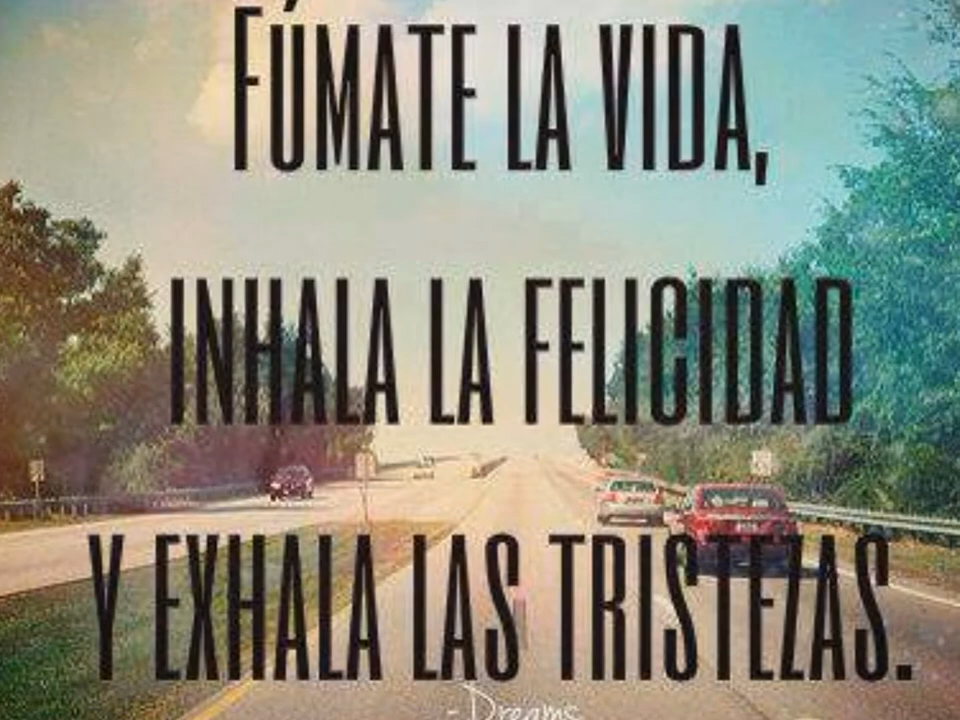 FÚMATE LA VIDA,
INHALA LA FELICIDAD
Y EXHALA LAS TRISTEZAS.
- Dreams